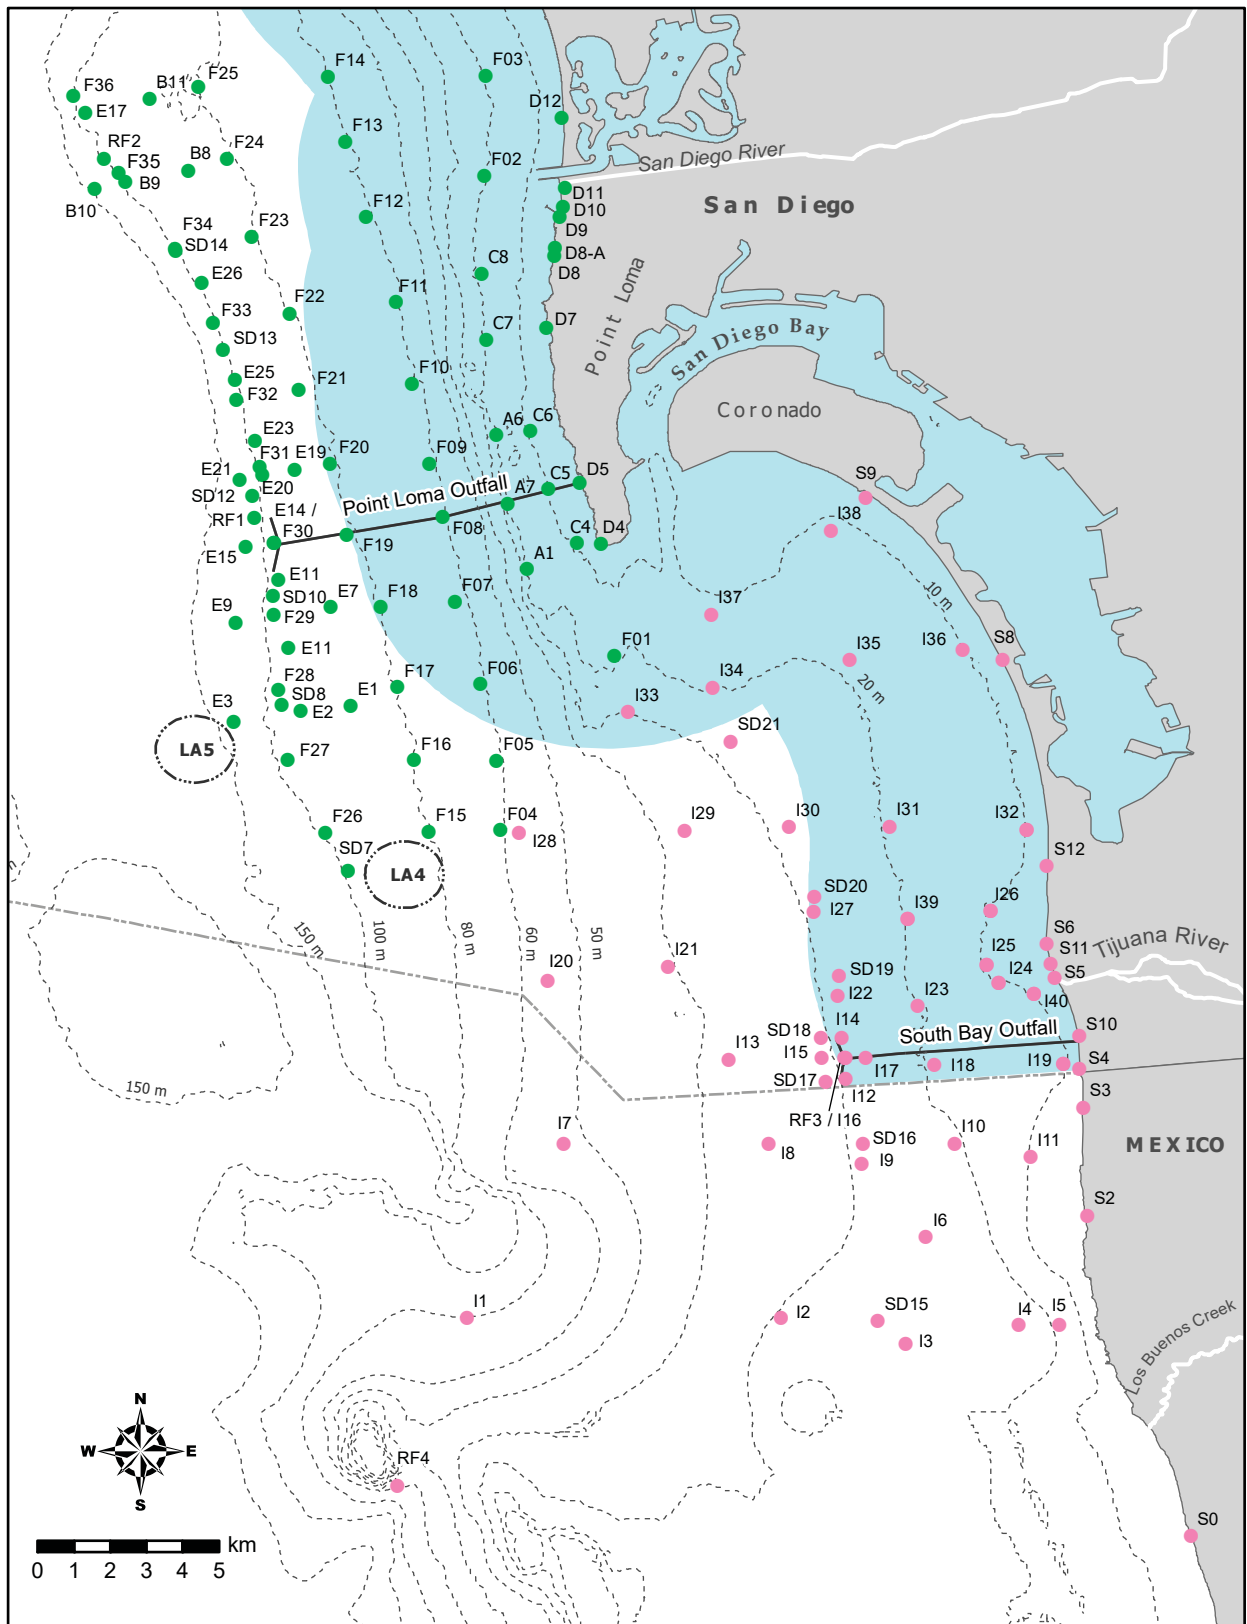 F14
F03
F25
B11
F36
E17
D12
F13
RF2
F24
F35
B8
B9
B10
F02
San Diego River
D11
D10
D9
D8-A
D8
San Diego
F12
F23
F34
SD14
C8
E26
F11
F22
F33
Point Loma
C7
D7
San Diego Bay
SD13
F10
E25
F21
F32
Coronado
A6
C6
E23
F31
E19
F20
F09
E21
E20
C5
D5
S9
SD12
Point Loma Outfall
A7
E14 /
RF1
F30
F08
I38
F19
C4
D4
E15
A1
E11
SD10
E7
F18
F07
10 m
E9
F29
I37
E11
F01
I35
I36
S8
F28
F17
F06
I34
20 m
SD8
E1
E2
I33
E3
SD21
LA5
F27
F16
F05
F26
F15
F04
I28
I29
I30
I31
I32
SD7
LA4
S12
SD20
I27
I39
I26
150 m
100 m
80 m
60 m
50 m
S6
Tijuana River
S11
I20
I21
SD19
I25
I24
S5
I22
I23
I40
SD18
I14
South Bay Outfall
S10
I13
I15
I17
I18
I19
S4
SD17
I12
150 m
RF3 / I16
S3
I7
I8
SD16
I9
I10
I11
MEXICO
S2
I6
I1
I2
SD15
I3
I4
I5
Los Buenos Creek
N
W
E
S
RF4
S0
km
0 1 2 3 4 5